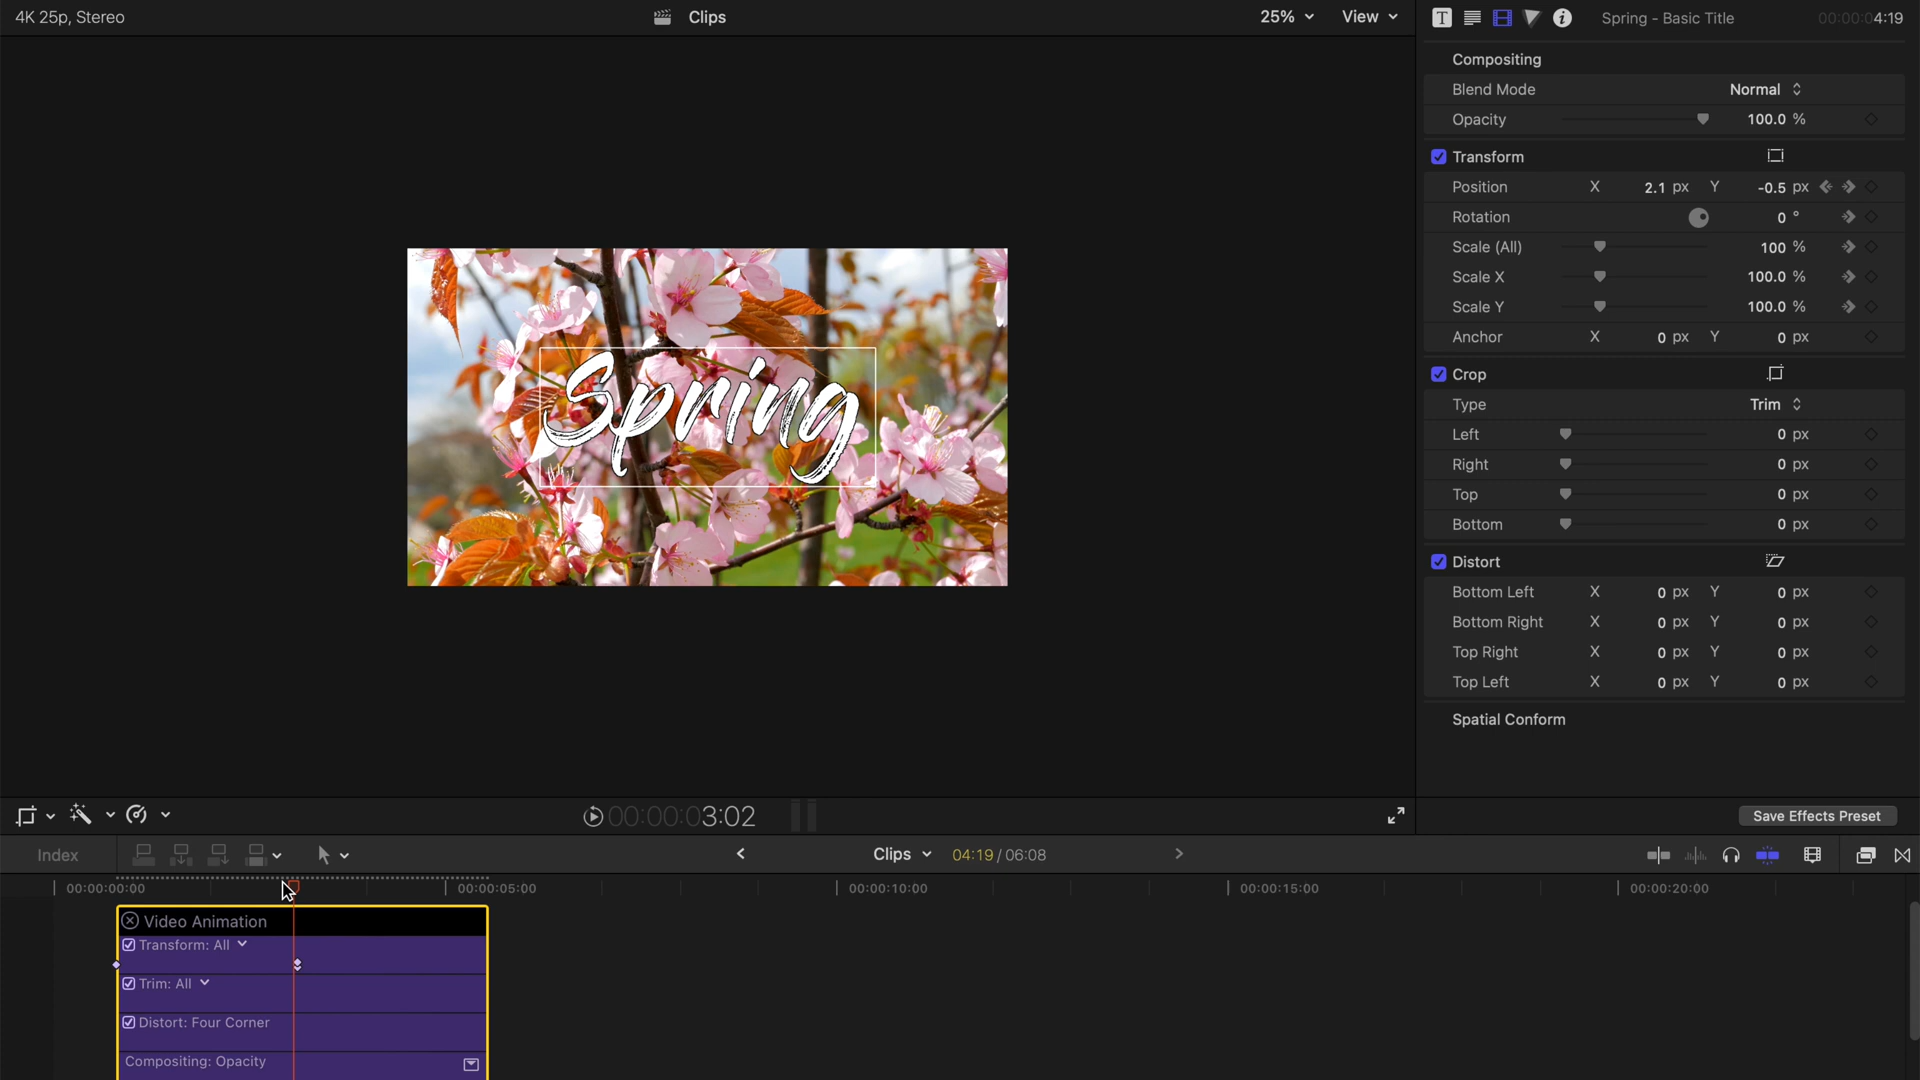 4K 25p, Stereo
Clips
25%
View
T
i
Spring - Basic Title
00:00:04:19
Compositing
Blend Mode Normal
Opacity 100.0 %
Transform
Position X 2.1 px Y -0.5 px
Rotation 0 °
Scale (All) 100 %
Scale X 100.0 %
Scale Y 100.0 %
Anchor X 0 px Y 0 px
Crop
Type Trim
Left 0 px
Right 0 px
Top 0 px
Bottom 0 px
Distort
Bottom Left X 0 px Y 0 px
Bottom Right X 0 px Y 0 px
Top Right X 0 px Y 0 px
Top Left X 0 px Y 0 px
Spatial Conform
Spring
00:00:03:02
Save Effects Preset
Index
Clips 04:19 / 06:08
00:00:00:00 00:00:05:00 00:00:10:00 00:00:15:00 00:00:20:00
Video Animation
Transform: All
Trim: All
Distort: Four Corner
Compositing: Opacity